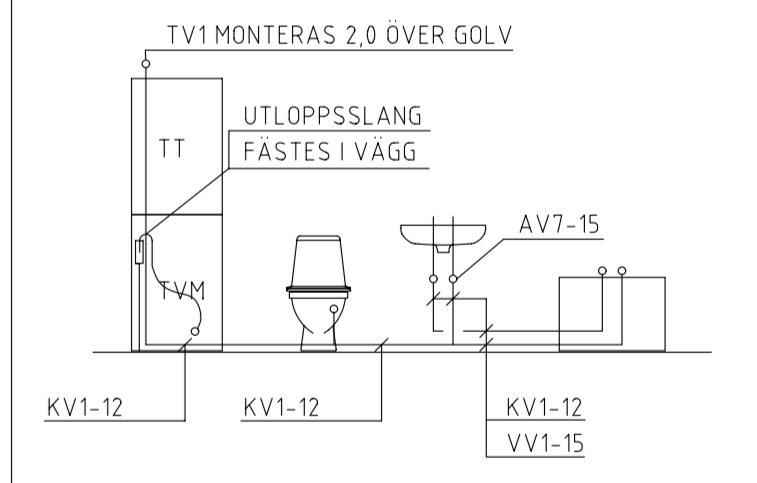 TV1 MONTERAS 2,0 ÖVER GOLV
UTLOPPSSLANG
FÄSTES I VÄGG
TT
AV7-15
TVM
KV1-12
KV1-12
KV1-12
VV1-15